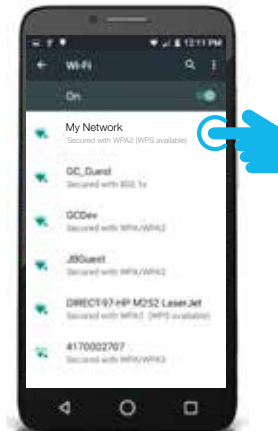 12:11 PM
Wi-Fi
On
My Network
Secured with WPA2 (WPS available)
GC_Guest
Secured with 802.1x
GCDev
Secured with WPA/WPA2
JBGuest
Secured with WPA/WPA2
DIRECT-97-HP M252 LaserJet
Secured with WPA2 (WPS available)
4170002707
Secured with WPA/WPA2